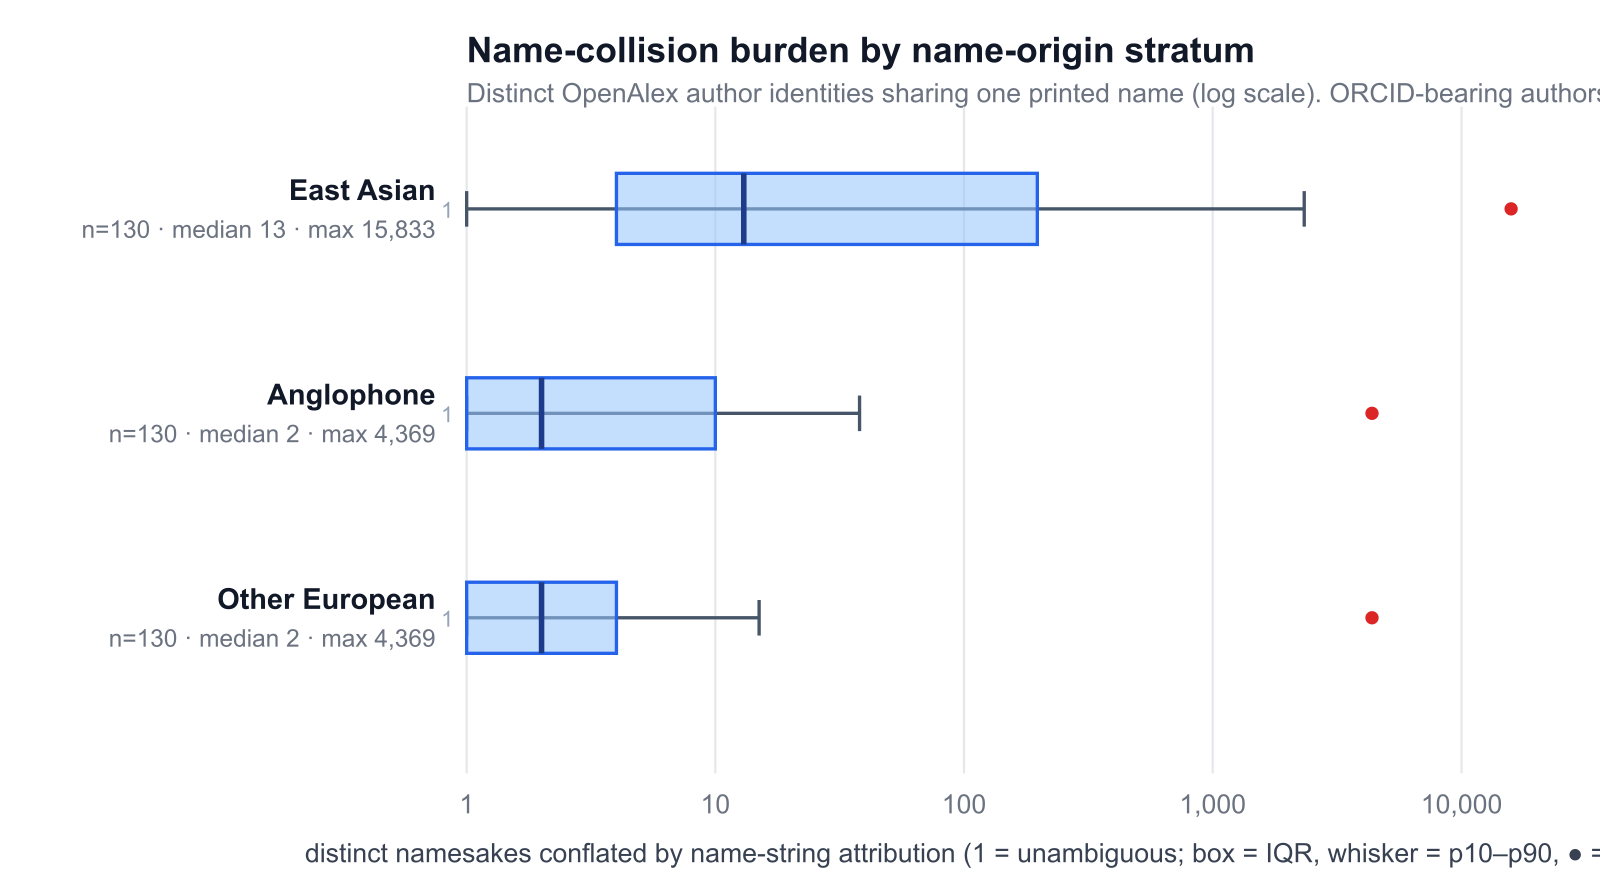 Name-collision burden by name-origin stratum
Distinct OpenAlex author identities sharing one printed name (log scale). ORCID-bearing authors
East Asian
1
n=130 · median 13 · max 15,833
Anglophone
1
n=130 · median 2 · max 4,369
Other European
1
n=130 · median 2 · max 4,369
1 10 100 1,000 10,000
distinct namesakes conflated by name-string attribution (1 = unambiguous; box = IQR, whisker = p10–p90, ● =